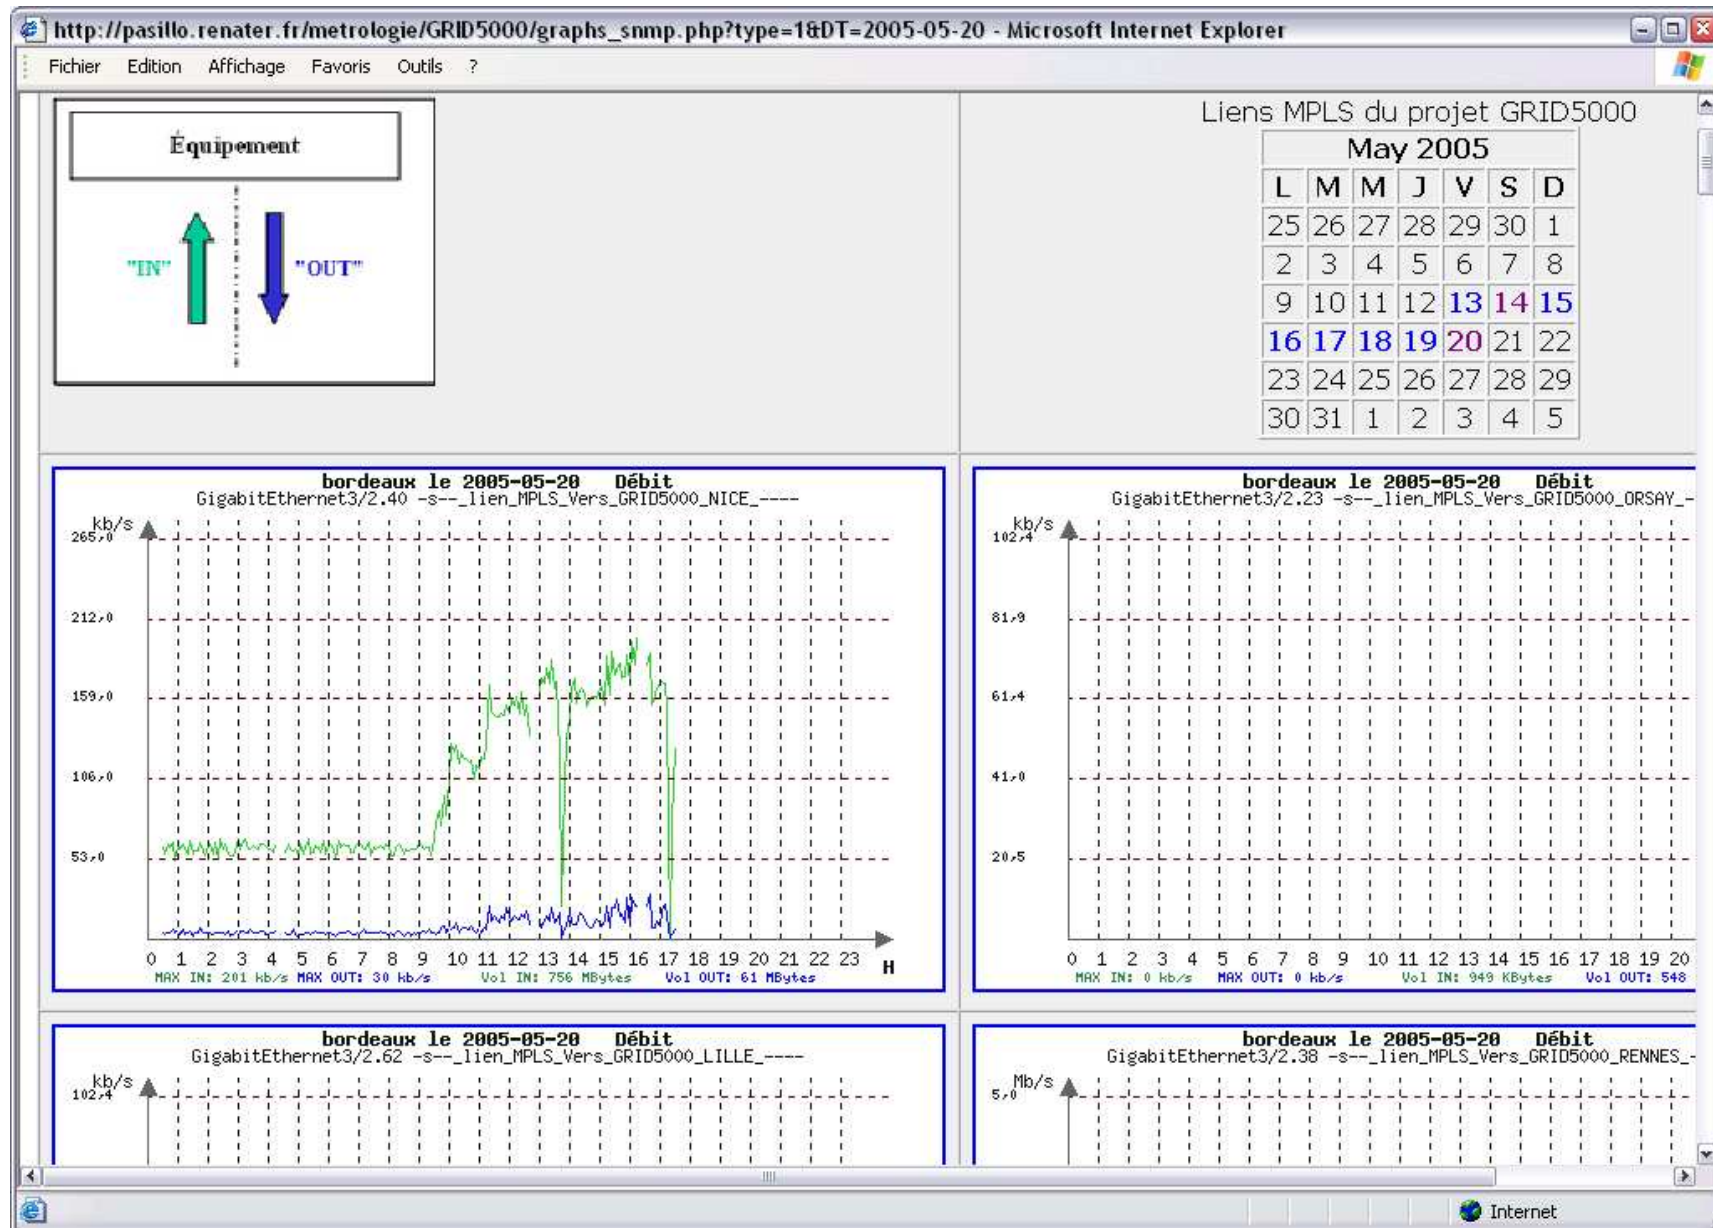 http://pasillo.renater.fr/metrologie/GRID5000/graphs_snmp.php?type=1&DT=2005-05-20 - Microsoft Internet Explorer
Fichier Edition Affichage Favoris Outils ?
Équipement
"IN" "OUT"
Liens MPLS du projet GRID5000
May 2005
L M M J V S D
25 26 27 28 29 30 1
2 3 4 5 6 7 8
9 10 11 12 13 14 15
16 17 18 19 20 21 22
23 24 25 26 27 28 29
30 31 1 2 3 4 5
bordeaux le 2005-05-20 Débit
GigabitEthernet3/2.40 -s--_lien_MPLS_Vers_GRID5000_NICE_----
kb/s
265,0
212,0
159,0
106,0
53,0
0 1 2 3 4 5 6 7 8 9 10 11 12 13 14 15 16 17 18 19 20 21 22 23 H
MAX IN: 201 kb/s MAX OUT: 30 kb/s Vol IN: 756 MBytes Vol OUT: 61 MBytes
bordeaux le 2005-05-20 Débit
GigabitEthernet3/2.23 -s--_lien_MPLS_Vers_GRID5000_ORSAY_-
kb/s
102,4
81,9
61,4
41,0
20,5
0 1 2 3 4 5 6 7 8 9 10 11 12 13 14 15 16 17 18 19 20
MAX IN: 0 kb/s MAX OUT: 0 kb/s Vol IN: 949 KBytes Vol OUT: 548
bordeaux le 2005-05-20 Débit
GigabitEthernet3/2.62 -s--_lien_MPLS_Vers_GRID5000_LILLE_----
kb/s
102,4
bordeaux le 2005-05-20 Débit
GigabitEthernet3/2.38 -s--_lien_MPLS_Vers_GRID5000_RENNES_-
Mb/s
5,0
Internet